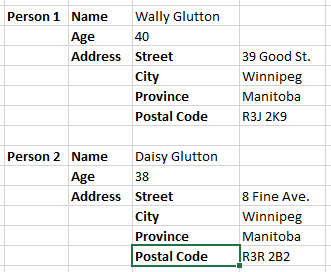 Person 1 Name Wally Glutton
Age 40
Address Street 39 Good St.
City Winnipeg
Province Manitoba
Postal Code R3J 2K9
Person 2 Name Daisy Glutton
Age 38
Address Street 8 Fine Ave.
City Winnipeg
Province Manitoba
Postal Code R3R 2B2